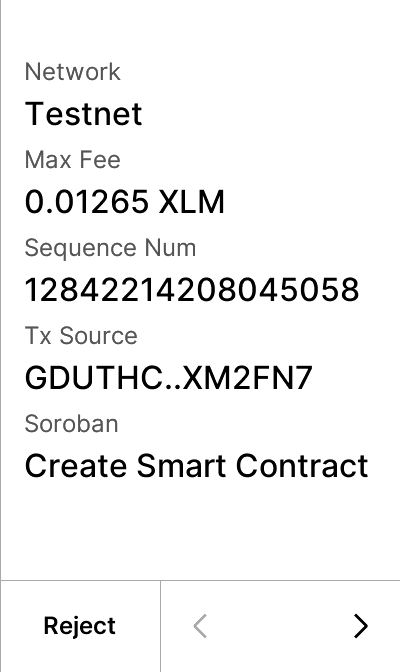 Network
Testnet
Max Fee
0.01265 XLM
Sequence Num
12842214208045058
Tx Source
GDUTHC..XM2FN7
Soroban
Create Smart Contract
Reject